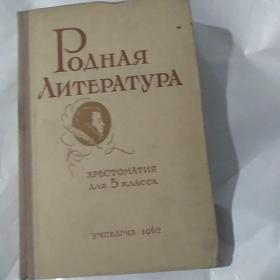 Родная
Литература
Хрестоматия
для 5 класса
Учпедгиз 1962